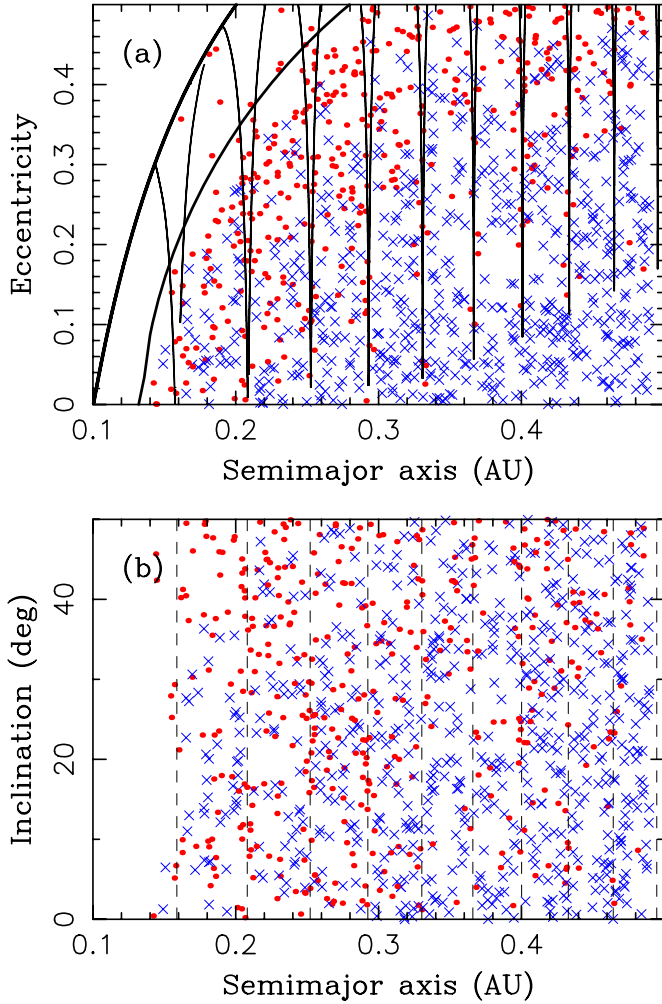 (a)
Eccentricity
0 0.1 0.2 0.3 0.4
0.1 0.2 0.3 0.4
Semimajor axis (AU)
(b)
Inclination (deg)
0 20 40
0.1 0.2 0.3 0.4
Semimajor axis (AU)